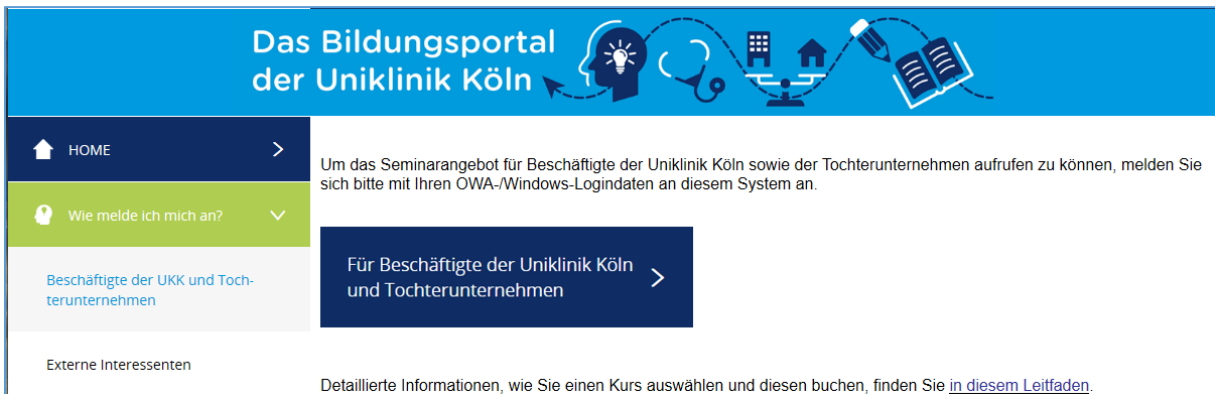 Das Bildungsportal
der Uniklinik Köln
HOME
Wie melde ich mich an?
Beschäftigte der UKK und Toch-
terunternehmen
Externe Interessenten
Um das Seminarangebot für Beschäftigte der Uniklinik Köln sowie der Tochterunternehmen aufrufen zu können, melden Sie
sich bitte mit Ihren OWA-/Windows-Logindaten an diesem System an.
Für Beschäftigte der Uniklinik Köln
und Tochterunternehmen
Detaillierte Informationen, wie Sie einen Kurs auswählen und diesen buchen, finden Sie in diesem Leitfaden.